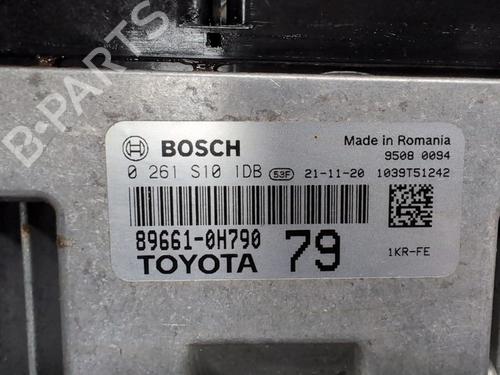 B-PARTS
BOSCH
Made in Romania
9508 0094
0 261 S10 1DB 53F 21-11-20 1039T51242
89661-0H790
TOYOTA 79
1KR-FE